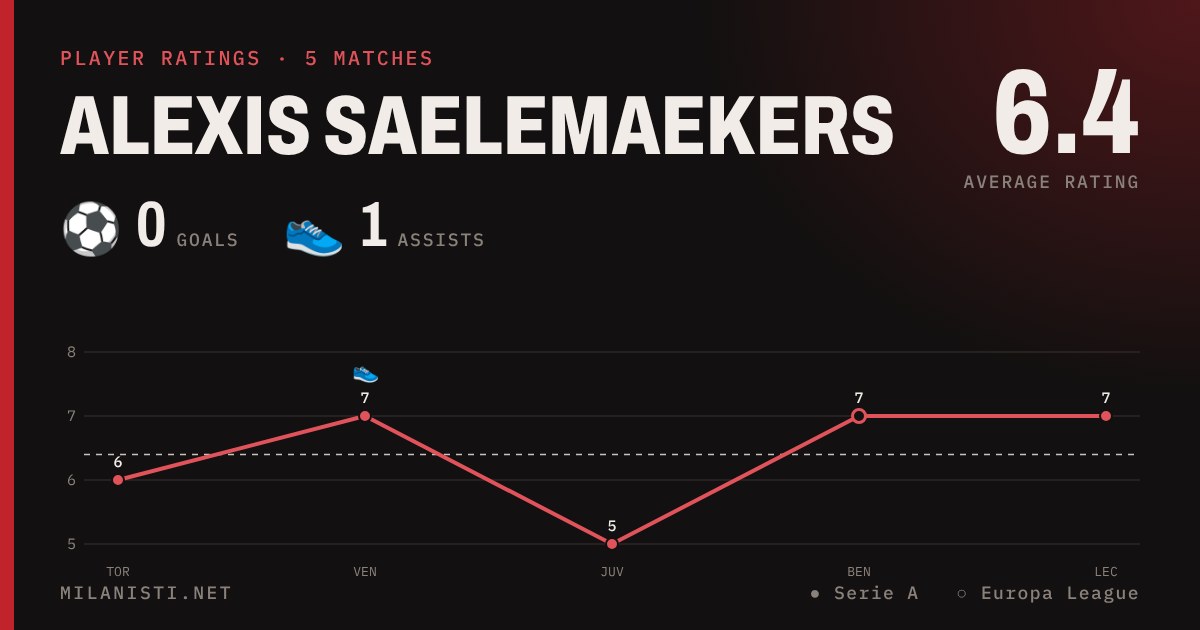 PLAYER RATINGS · 5 MATCHES
ALEXIS SAELEMAEKERS
6.4
AVERAGE RATING
0 GOALS 1 ASSISTS
8
7
6
5
6
7
5
7
7
TOR VEN JUV BEN LEC
MILANISTI.NET
Serie A Europa League